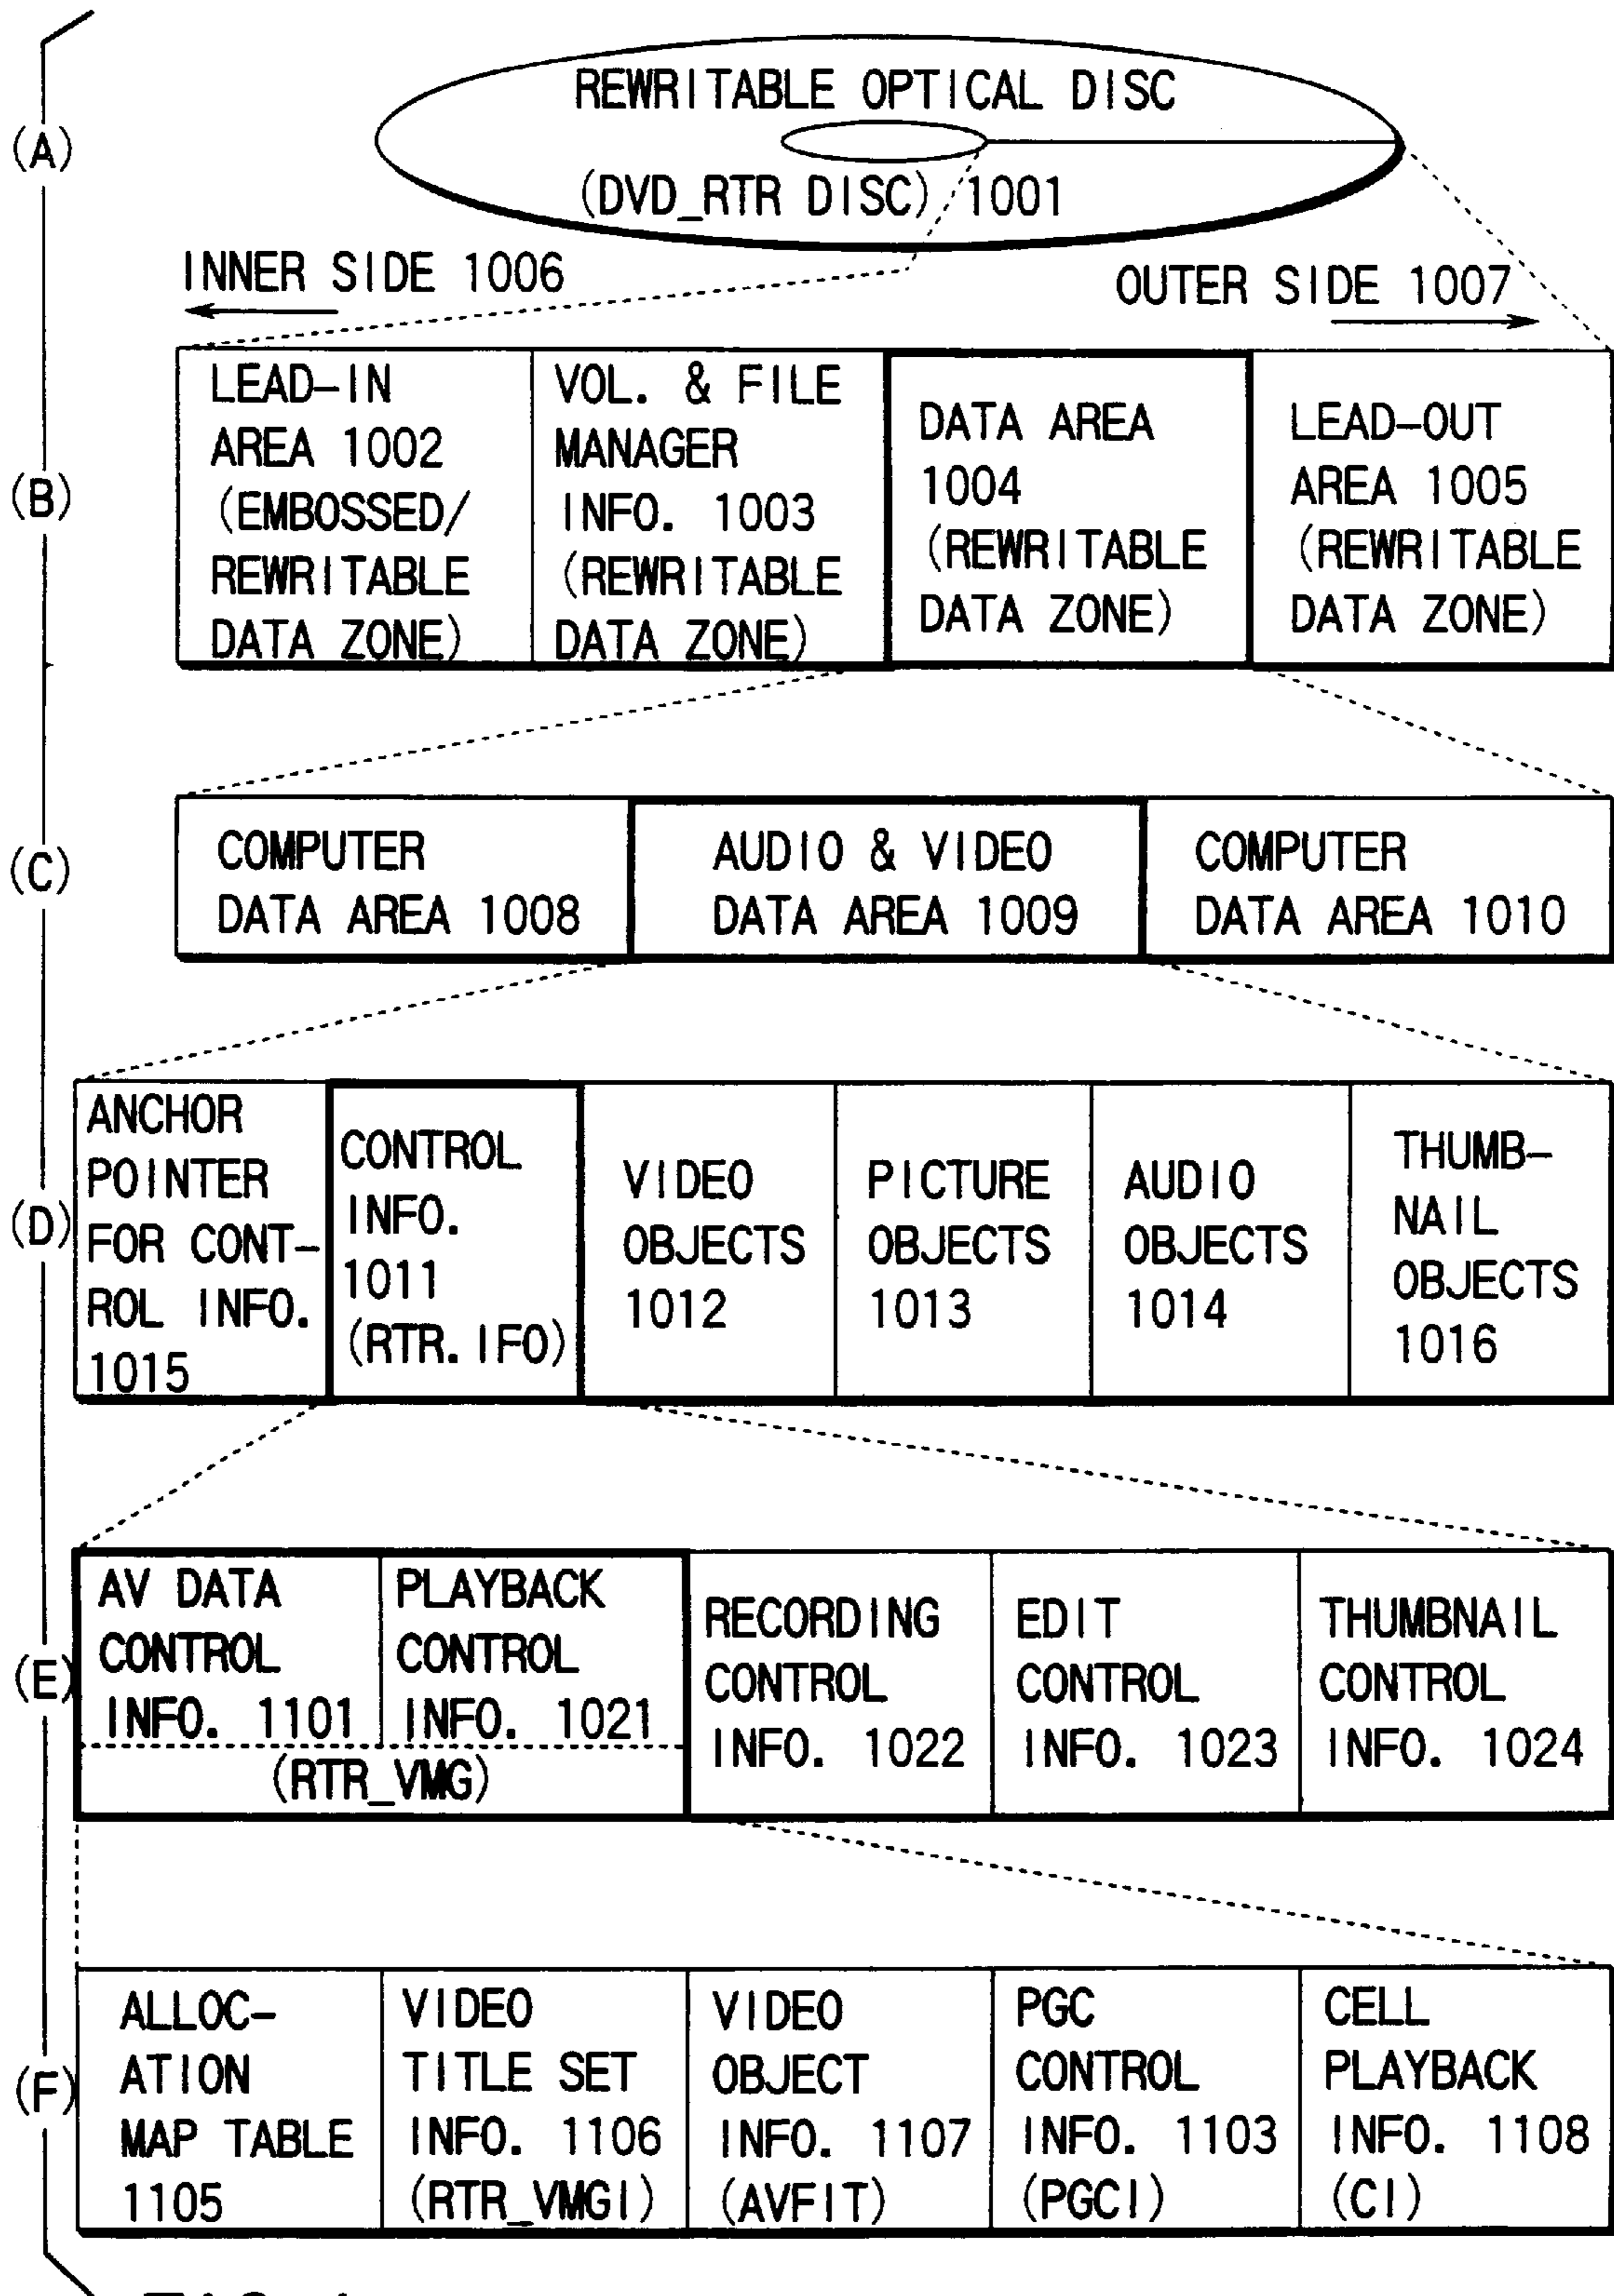 (A)
REWRITABLE OPTICAL DISC
(DVD_RTR DISC) 1001
INNER SIDE 1006
OUTER SIDE 1007
(B)
LEAD-IN
AREA 1002
(EMBOSSED/
REWRITABLE
DATA ZONE)
VOL. & FILE
MANAGER
INFO. 1003
(REWRITABLE
DATA ZONE)
DATA AREA
1004
(REWRITABLE
DATA ZONE)
LEAD-OUT
AREA 1005
(REWRITABLE
DATA ZONE)
(C)
COMPUTER
DATA AREA 1008
AUDIO & VIDEO
DATA AREA 1009
COMPUTER
DATA AREA 1010
(D)
ANCHOR
POINTER
FOR CONT-
ROL INFO.
1015
CONTROL
INFO.
1011
(RTR.IFO)
VIDEO
OBJECTS
1012
PICTURE
OBJECTS
1013
AUDIO
OBJECTS
1014
THUMB-
NAIL
OBJECTS
1016
(E)
AV DATA
CONTROL
INFO. 1101
PLAYBACK
CONTROL
INFO. 1021
(RTR_VMG)
RECORDING
CONTROL
INFO. 1022
EDIT
CONTROL
INFO. 1023
THUMBNAIL
CONTROL
INFO. 1024
(F)
ALLOC-
ATION
MAP TABLE
1105
VIDEO
TITLE SET
INFO. 1106
(RTR_VMGI)
VIDEO
OBJECT
INFO. 1107
(AVFIT)
PGC
CONTROL
INFO. 1103
(PGCI)
CELL
PLAYBACK
INFO. 1108
(CI)